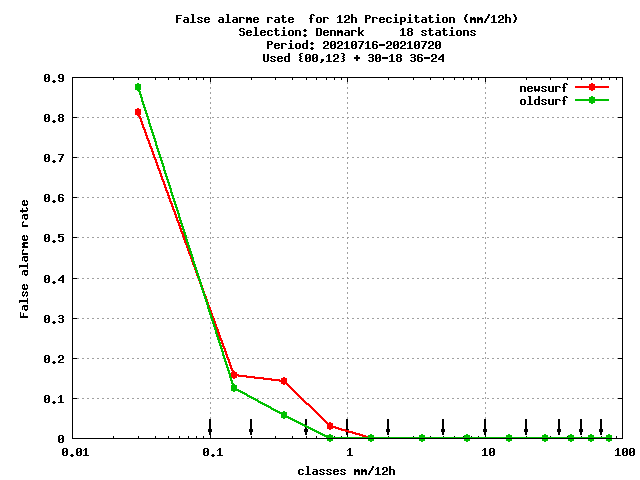 False alarme rate  for 12h Precipitation (mm/12h)
Selection: Denmark     18 stations
Period: 20210716-20210720
Used {00,12} + 30-18 36-24
newsurf
oldsurf
False alarme rate
0.9
0.8
0.7
0.6
0.5
0.4
0.3
0.2
0.1
0
0.01 0.1 1 10 100
classes mm/12h